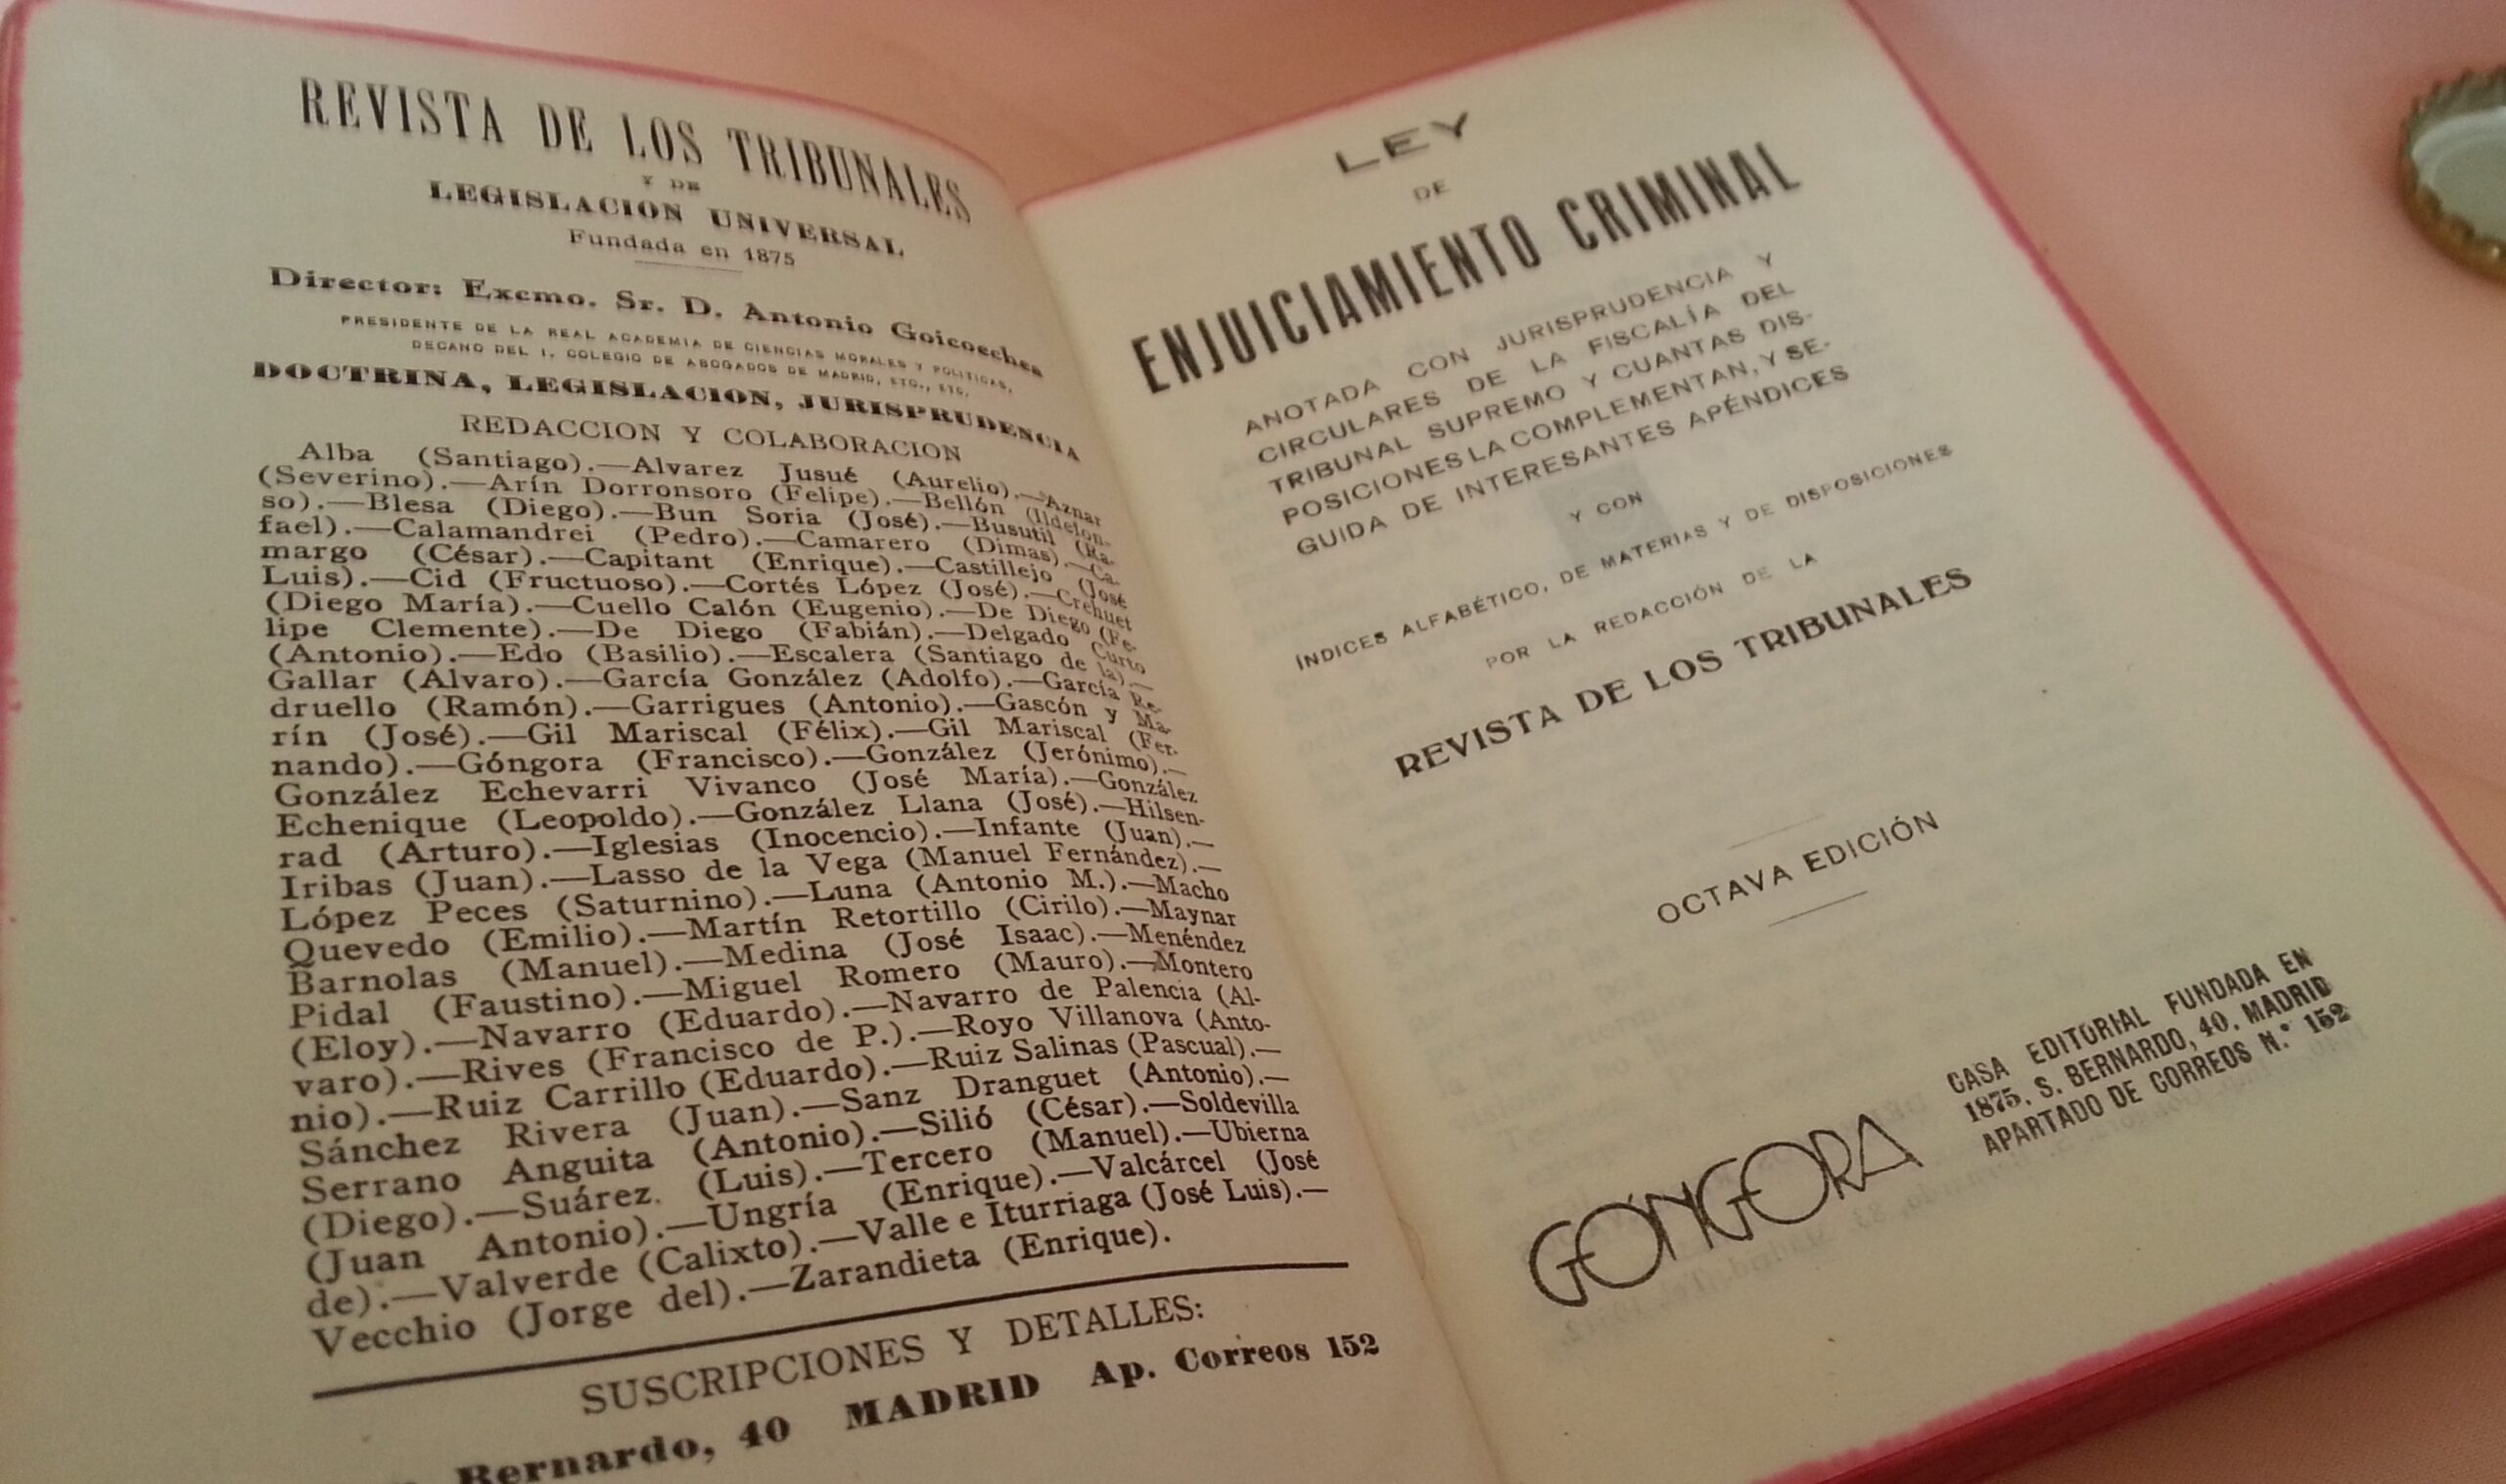 REVISTA DE LOS TRIBUNALES
Y DE
LEGISLACION UNIVERSAL
Fundada en 1875
Director: Excmo. Sr. D. Antonio Goicoechea
PRESIDENTE DE LA REAL ACADEMIA DE CIENCIAS MORALES Y POLITICAS,
DECANO DEL I. COLEGIO DE ABOGADOS DE MADRID, ETC., ETC.
DOCTRINA, LEGISLACION, JURISPRUDENCIA
REDACCION Y COLABORACION
Alba (Santiago).—Alvarez Jusué (Aurelio).—Aznar
(Severino).—Arín Dorronsoro (Felipe).—Bellón (Ildefon-
so).—Blesa (Diego).—Bun Soria (José).—Busutil (Ra-
fael).—Calamandrei (Pedro).—Camarero (Dimas).—Ca-
margo (César).—Capitant (Enrique).—Castillejo (José
Luis).—Cid (Fructuoso).—Cortés López (José).—Crehuet
(Diego María).—Cuello Calón (Eugenio).—De Diego (Fe-
lipe Clemente).—De Diego (Fabián).—Delgado Curto
(Antonio).—Edo (Basilio).—Escalera (Santiago de la).—
Gallar (Alvaro).—García González (Adolfo).—García Re-
druello (Ramón).—Garrigues (Antonio).—Gascón y Ma-
rín (José).—Gil Mariscal (Félix).—Gil Mariscal (Fer-
nando).—Góngora (Francisco).—González (Jerónimo).—
González Echevarri Vivanco (José María).—González
Echenique (Leopoldo).—González Llana (José).—Hilsen-
rad (Arturo).—Iglesias (Inocencio).—Infante (Juan).—
Iribas (Juan).—Lasso de la Vega (Manuel Fernández).—
López Peces (Saturnino).—Luna (Antonio M.).—Macho
Quevedo (Emilio).—Martín Retortillo (Cirilo).—Maynar
Barnolas (Manuel).—Medina (José Isaac).—Menéndez
Pidal (Faustino).—Miguel Romero (Mauro).—Montero
(Eloy).—Navarro (Eduardo).—Navarro de Palencia (Al-
varo).—Rives (Francisco de P.).—Royo Villanova (Anto-
nio).—Ruiz Carrillo (Eduardo).—Ruiz Salinas (Pascual).—
Sánchez Rivera (Juan).—Sanz Dranguet (Antonio).—
Serrano Anguita (Antonio).—Silió (César).—Soldevilla
(Diego).—Suárez. (Luis).—Tercero (Manuel).—Ubierna
(Juan Antonio).—Ungría (Enrique).—Valcárcel (José
de).—Valverde (Calixto).—Valle e Iturriaga (José Luis).—
Vecchio (Jorge del).—Zarandieta (Enrique).
SUSCRIPCIONES Y DETALLES:
Bernardo, 40 MADRID Ap. Correos 152
LEY
DE
ENJUICIAMIENTO CRIMINAL
ANOTADA CON JURISPRUDENCIA Y
CIRCULARES DE LA FISCALÍA DEL
TRIBUNAL SUPREMO Y CUANTAS DIS-
POSICIONES LA COMPLEMENTAN, Y SE-
GUIDA DE INTERESANTES APÉNDICES
Y CON
ÍNDICES ALFABÉTICO, DE MATERIAS Y DE DISPOSICIONES
POR LA REDACCIÓN DE LA
REVISTA DE LOS TRIBUNALES
OCTAVA EDICIÓN
GÓNGORA
CASA EDITORIAL FUNDADA EN
1875. S. BERNARDO, 40. MADRID
APARTADO DE CORREOS N.º 152